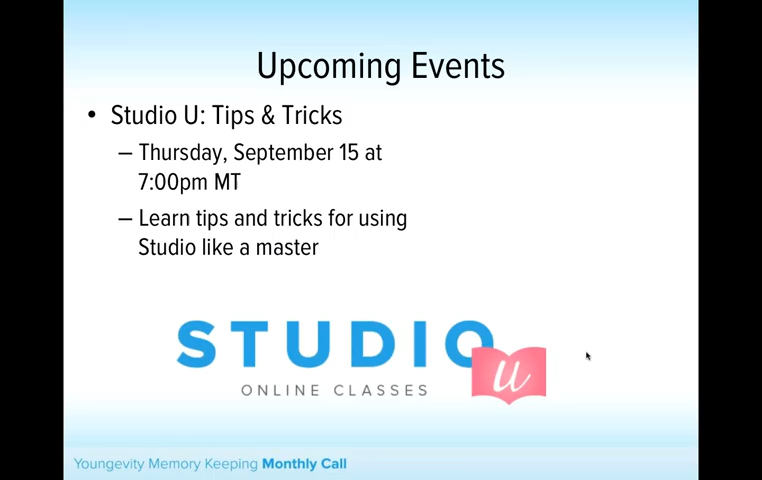 Upcoming Events
• Studio U: Tips & Tricks
– Thursday, September 15 at
7:00pm MT
– Learn tips and tricks for using
Studio like a master
STUDIO
u
ONLINE CLASSES
Youngevity Memory Keeping Monthly Call